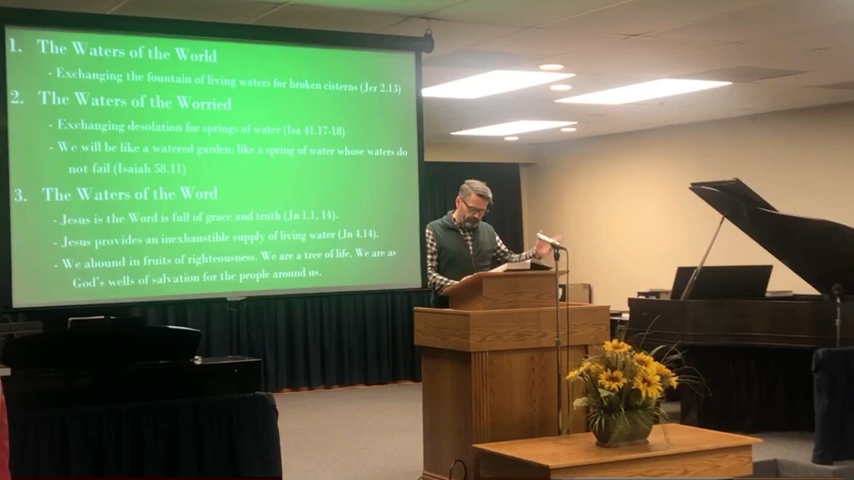 1. The Waters of the World
- Exchanging the fountain of living waters for broken cisterns (Jer 2.13)
2. The Waters of the Worried
- Exchanging desolation for springs of water (Isa 41.17-18)
- We will be like a watered garden; like a spring of water whose waters do
not fail (Isaiah 58.11)
3. The Waters of the Word
- Jesus is the Word is full of grace and truth (Jn 1.1, 14).
- Jesus provides an inexhaustible supply of living water (Jn 4.14).
- We abound in fruits of righteousness. We are a tree of life. We are as
God's wells of salvation for the people around us.